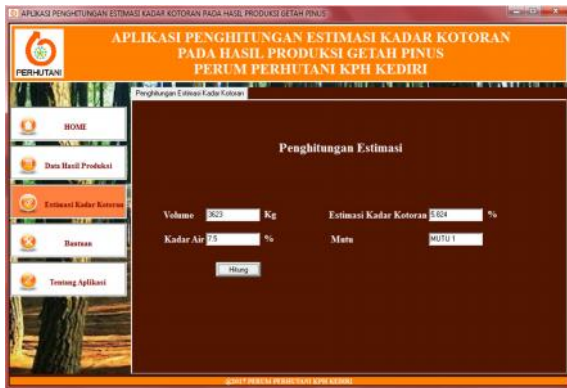 APLIKASI PENGHITUNGAN ESTIMASI KADAR KOTORAN PADA HASIL PRODUKSI GETAH PINUS
APLIKASI PENGHITUNGAN ESTIMASI KADAR KOTORAN
PADA HASIL PRODUKSI GETAH PINUS
PERUM PERHUTANI KPH KEDIRI
PERHUTANI
Penghitungan Estimasi Kadar Kotoran
HOME
Data Hasil Produksi
Estimasi Kadar Kotoran
Bantuan
Tentang Aplikasi
Penghitungan Estimasi
Volume 3623 Kg Estimasi Kadar Kotoran 5.824 %
Kadar Air 7.5 % Mutu MUTU 1
Hitung
@2017 PERUM PERHUTANI KPH KEDIRI